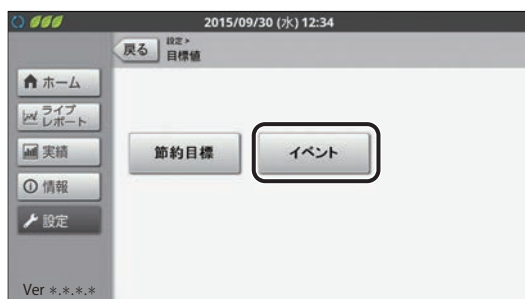 2015/09/30 (水) 12:34
戻る
設定>
目標値
ホーム
ライブ
レポート
実績
情報
設定
節約目標
イベント
Ver *.*.*.*